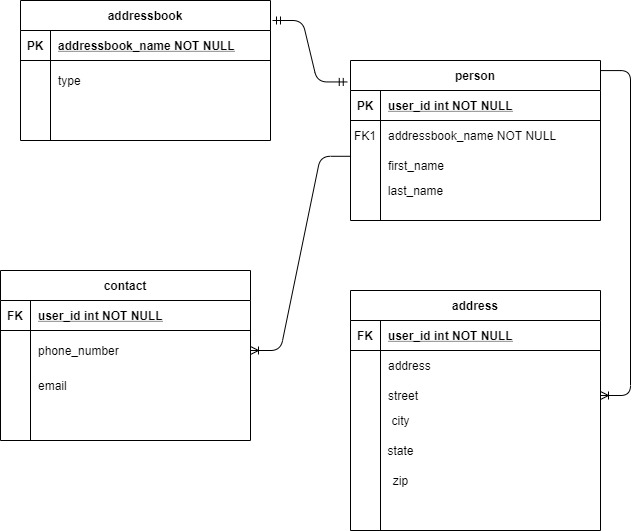 addressbook
PK addressbook_name NOT NULL
type
person
PK user_id int NOT NULL
FK1 addressbook_name NOT NULL
first_name
last_name
contact
FK user_id int NOT NULL
phone_number
email
address
FK user_id int NOT NULL
address
street
city
state
zip